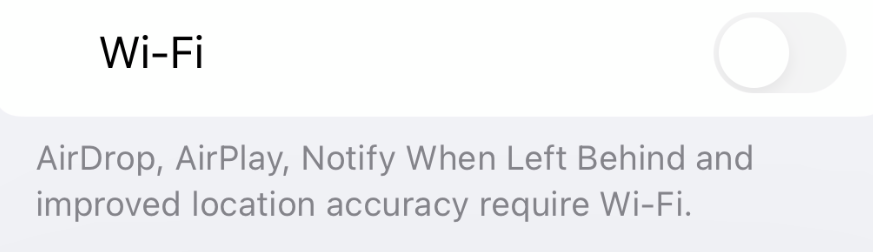 Wi-Fi
AirDrop, AirPlay, Notify When Left Behind and
improved location accuracy require Wi-Fi.